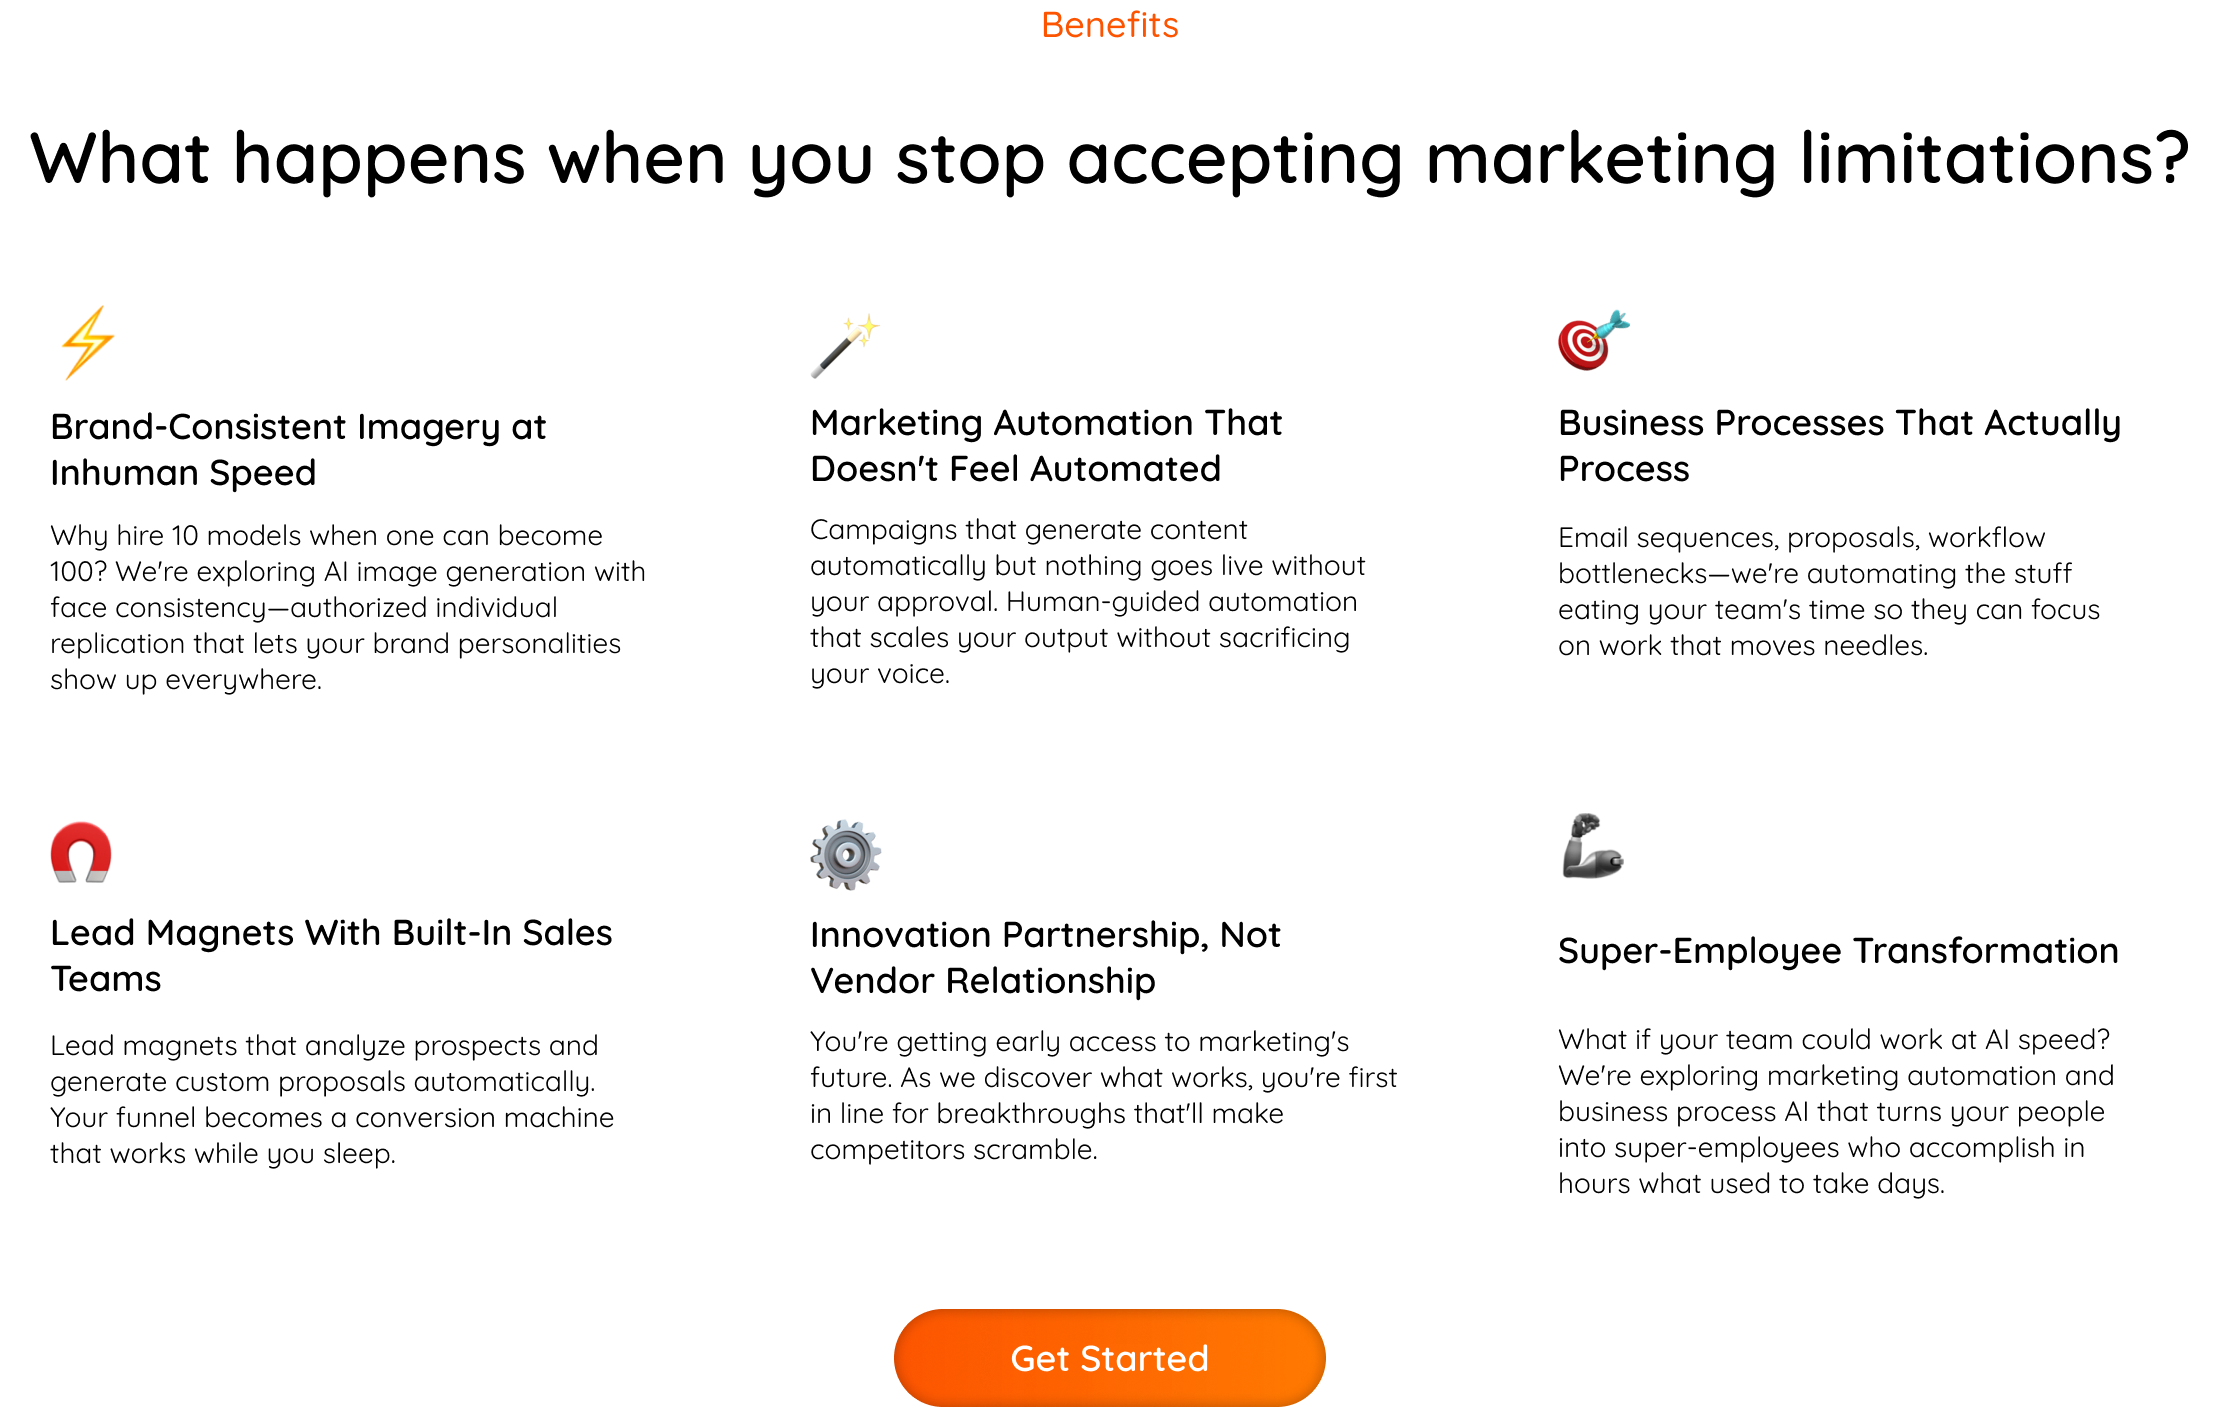 Benefits
What happens when you stop accepting marketing limitations?
Brand-Consistent Imagery at
Inhuman Speed
Why hire 10 models when one can become
100? We're exploring AI image generation with
face consistency—authorized individual
replication that lets your brand personalities
show up everywhere.
Marketing Automation That
Doesn't Feel Automated
Campaigns that generate content
automatically but nothing goes live without
your approval. Human-guided automation
that scales your output without sacrificing
your voice.
Business Processes That Actually
Process
Email sequences, proposals, workflow
bottlenecks—we're automating the stuff
eating your team's time so they can focus
on work that moves needles.
Lead Magnets With Built-In Sales
Teams
Lead magnets that analyze prospects and
generate custom proposals automatically.
Your funnel becomes a conversion machine
that works while you sleep.
Innovation Partnership, Not
Vendor Relationship
You're getting early access to marketing's
future. As we discover what works, you're first
in line for breakthroughs that'll make
competitors scramble.
Super-Employee Transformation
What if your team could work at AI speed?
We're exploring marketing automation and
business process AI that turns your people
into super-employees who accomplish in
hours what used to take days.
Get Started